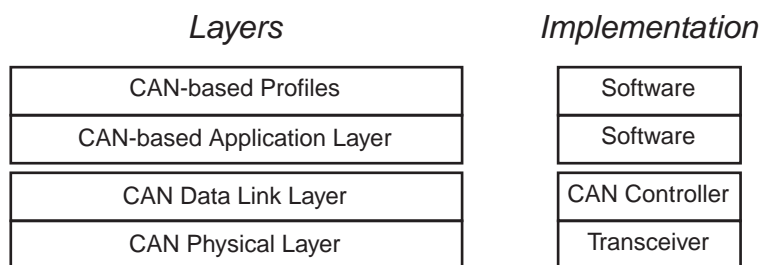 Layers Implementation
CAN-based Profiles Software
CAN-based Application Layer Software
CAN Data Link Layer CAN Controller
CAN Physical Layer Transceiver